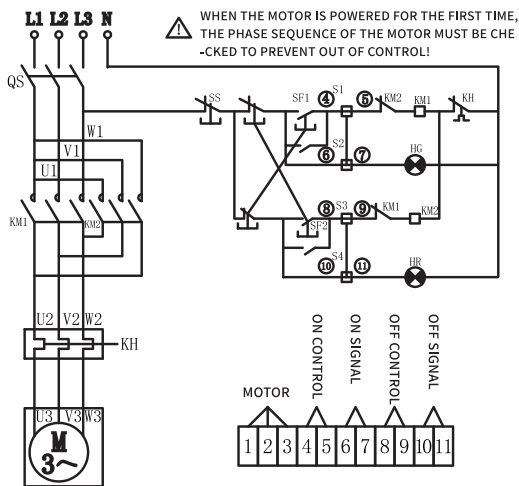 L1 L2 L3 N
WHEN THE MOTOR IS POWERED FOR THE FIRST TIME,
THE PHASE SEQUENCE OF THE MOTOR MUST BE CHE
-CKED TO PREVENT OUT OF CONTROL!
QS
SS
SF1
④
S1
⑤
KM2
KM1
KH
W1
V1
U1
S2
⑥
⑦
HG
KM1
KM2
⑧
S3
⑨
KM1
KM2
SF2
S4
⑩
⑪
HR
U2 V2 W2
KH
U3 V3 W3
M
3~
MOTOR
ON CONTROL
ON SIGNAL
OFF CONTROL
OFF SIGNAL
1 2 3 4 5 6 7 8 9 10 11